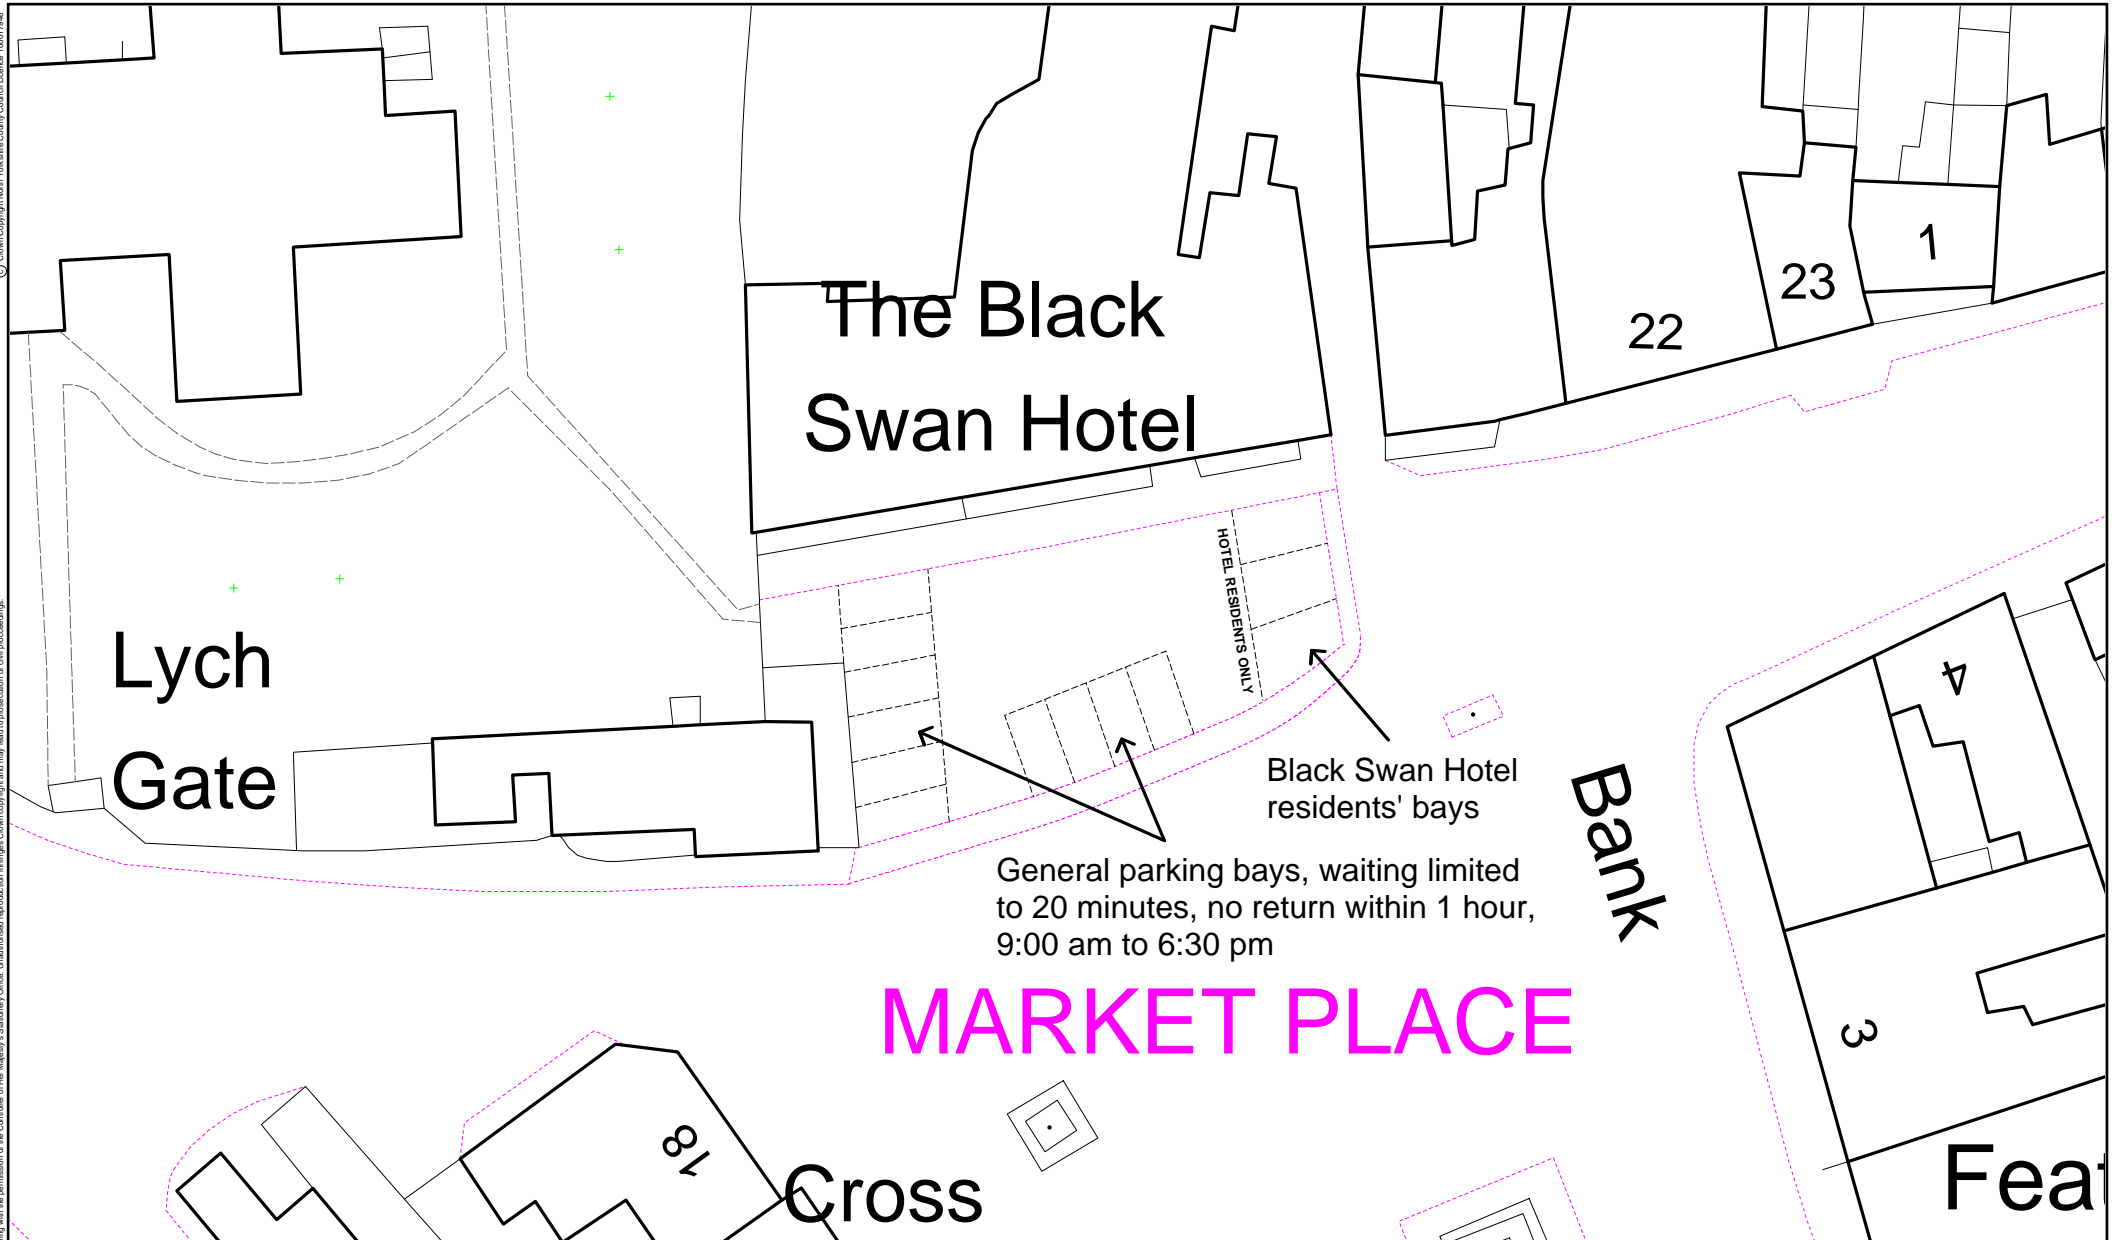 The Black
Swan Hotel
1
23
22
HOTEL RESIDENTS ONLY
Lych
Gate
4
Black Swan Hotel
residents' bays
Bank
General parking bays, waiting limited
to 20 minutes, no return within 1 hour,
9:00 am to 6:30 pm
MARKET PLACE
3
18
Cross
Feat